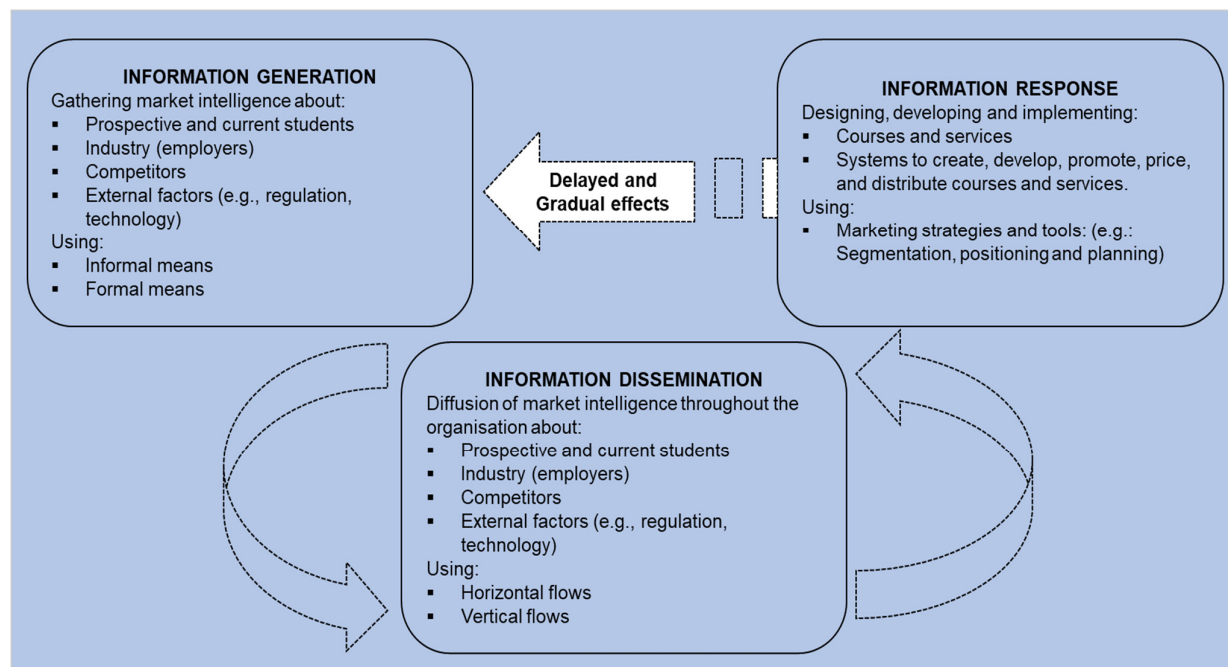 INFORMATION GENERATION
Gathering market intelligence about:
▪ Prospective and current students
▪ Industry (employers)
▪ Competitors
▪ External factors (e.g., regulation,
technology)
Using:
▪ Informal means
▪ Formal means
Delayed and
Gradual effects
INFORMATION RESPONSE
Designing, developing and implementing:
▪ Courses and services
▪ Systems to create, develop, promote, price,
and distribute courses and services.
Using:
▪ Marketing strategies and tools: (e.g.:
Segmentation, positioning and planning)
INFORMATION DISSEMINATION
Diffusion of market intelligence throughout the
organisation about:
▪ Prospective and current students
▪ Industry (employers)
▪ Competitors
▪ External factors (e.g., regulation,
technology)
Using:
▪ Horizontal flows
▪ Vertical flows